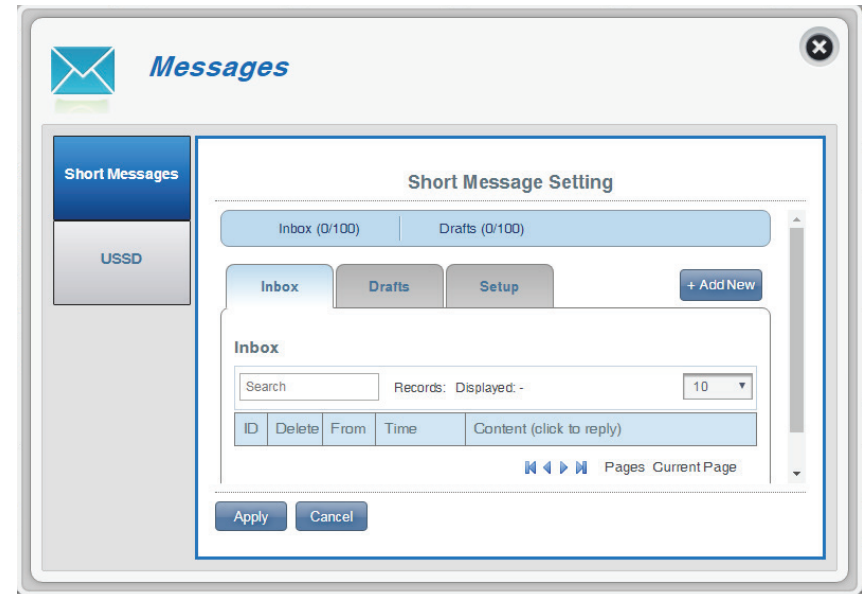 Messages
Short Messages
USSD
Short Message Setting
Inbox (0/100) Drafts (0/100)
Inbox Drafts Setup + Add New
Inbox
Search Records: Displayed: - 10
ID Delete From Time Content (click to reply)
Pages Current Page
Apply Cancel